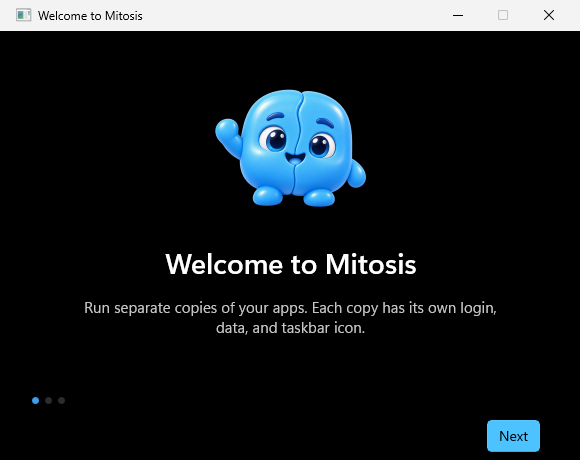 Welcome to Mitosis
Welcome to Mitosis
Run separate copies of your apps. Each copy has its own login,
data, and taskbar icon.
Next